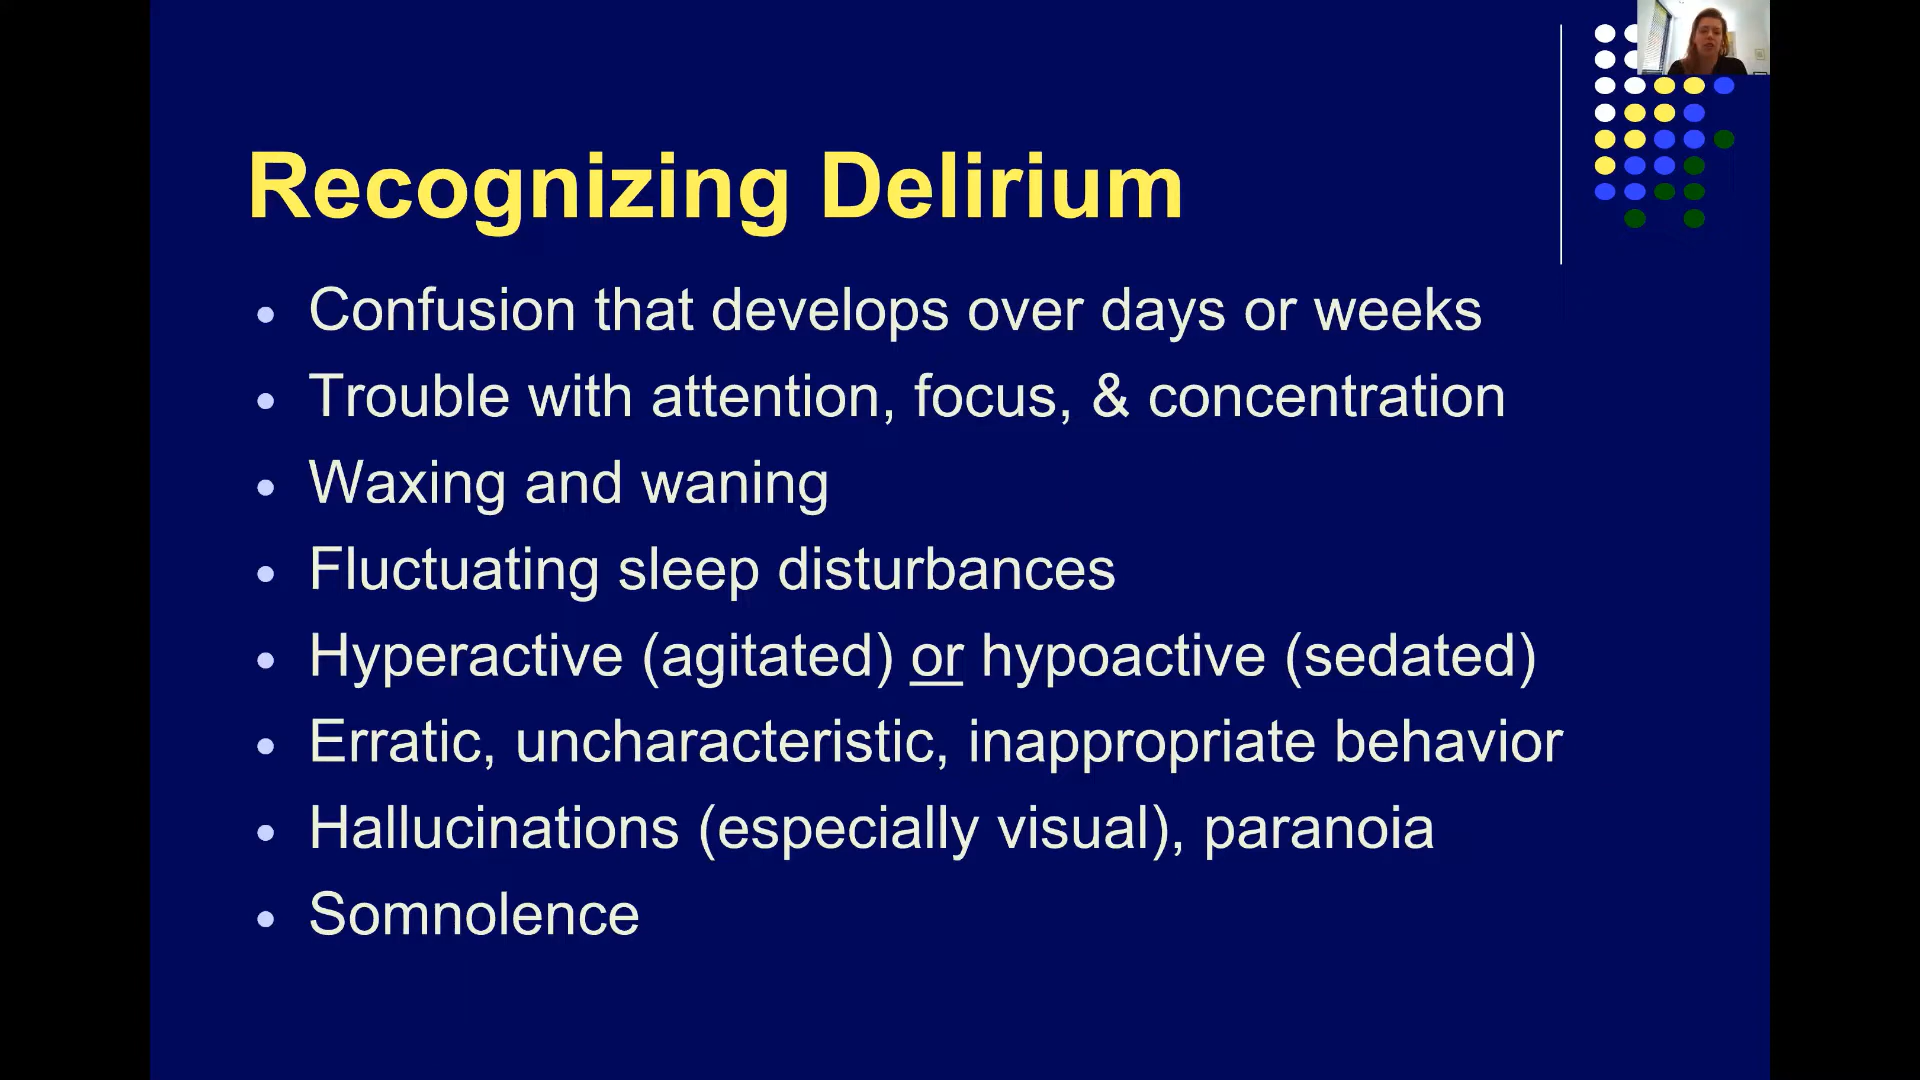 Recognizing Delirium
• Confusion that develops over days or weeks
• Trouble with attention, focus, & concentration
• Waxing and waning
• Fluctuating sleep disturbances
• Hyperactive (agitated) or hypoactive (sedated)
• Erratic, uncharacteristic, inappropriate behavior
• Hallucinations (especially visual), paranoia
• Somnolence